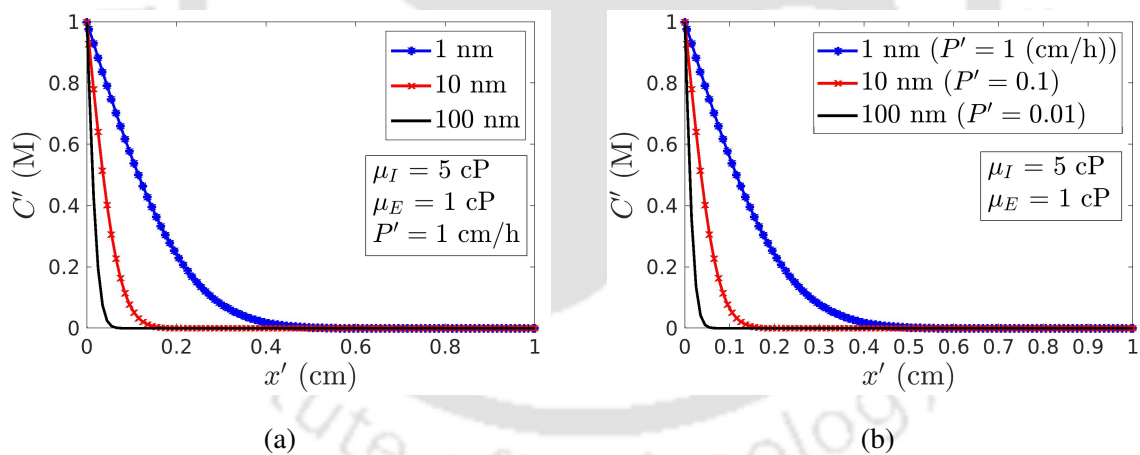 1 nm
10 nm
100 nm
μ_I = 5 cP
μ_E = 1 cP
P′ = 1 cm/h
C′ (M)
1
0.8
0.6
0.4
0.2
0
0 0.2 0.4 0.6 0.8 1
x′ (cm)
(a)
1 nm (P′ = 1 (cm/h))
10 nm (P′ = 0.1)
100 nm (P′ = 0.01)
μ_I = 5 cP
μ_E = 1 cP
C′ (M)
1
0.8
0.6
0.4
0.2
0
0 0.1 0.2 0.3 0.4 0.5 0.6 0.7 0.8 0.9 1
x′ (cm)
(b)